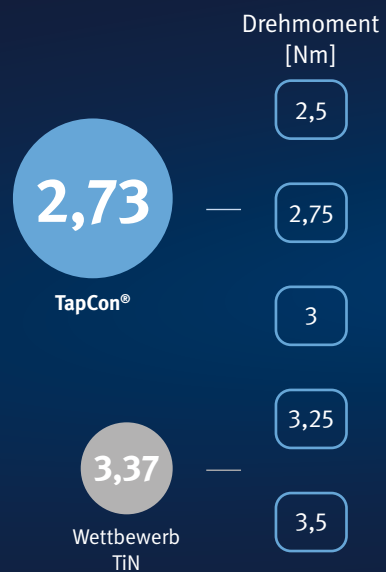 Drehmoment
[Nm]
2,5
2,73
2,75
TapCon®
3
3,25
3,37
3,5
Wettbewerb
TiN